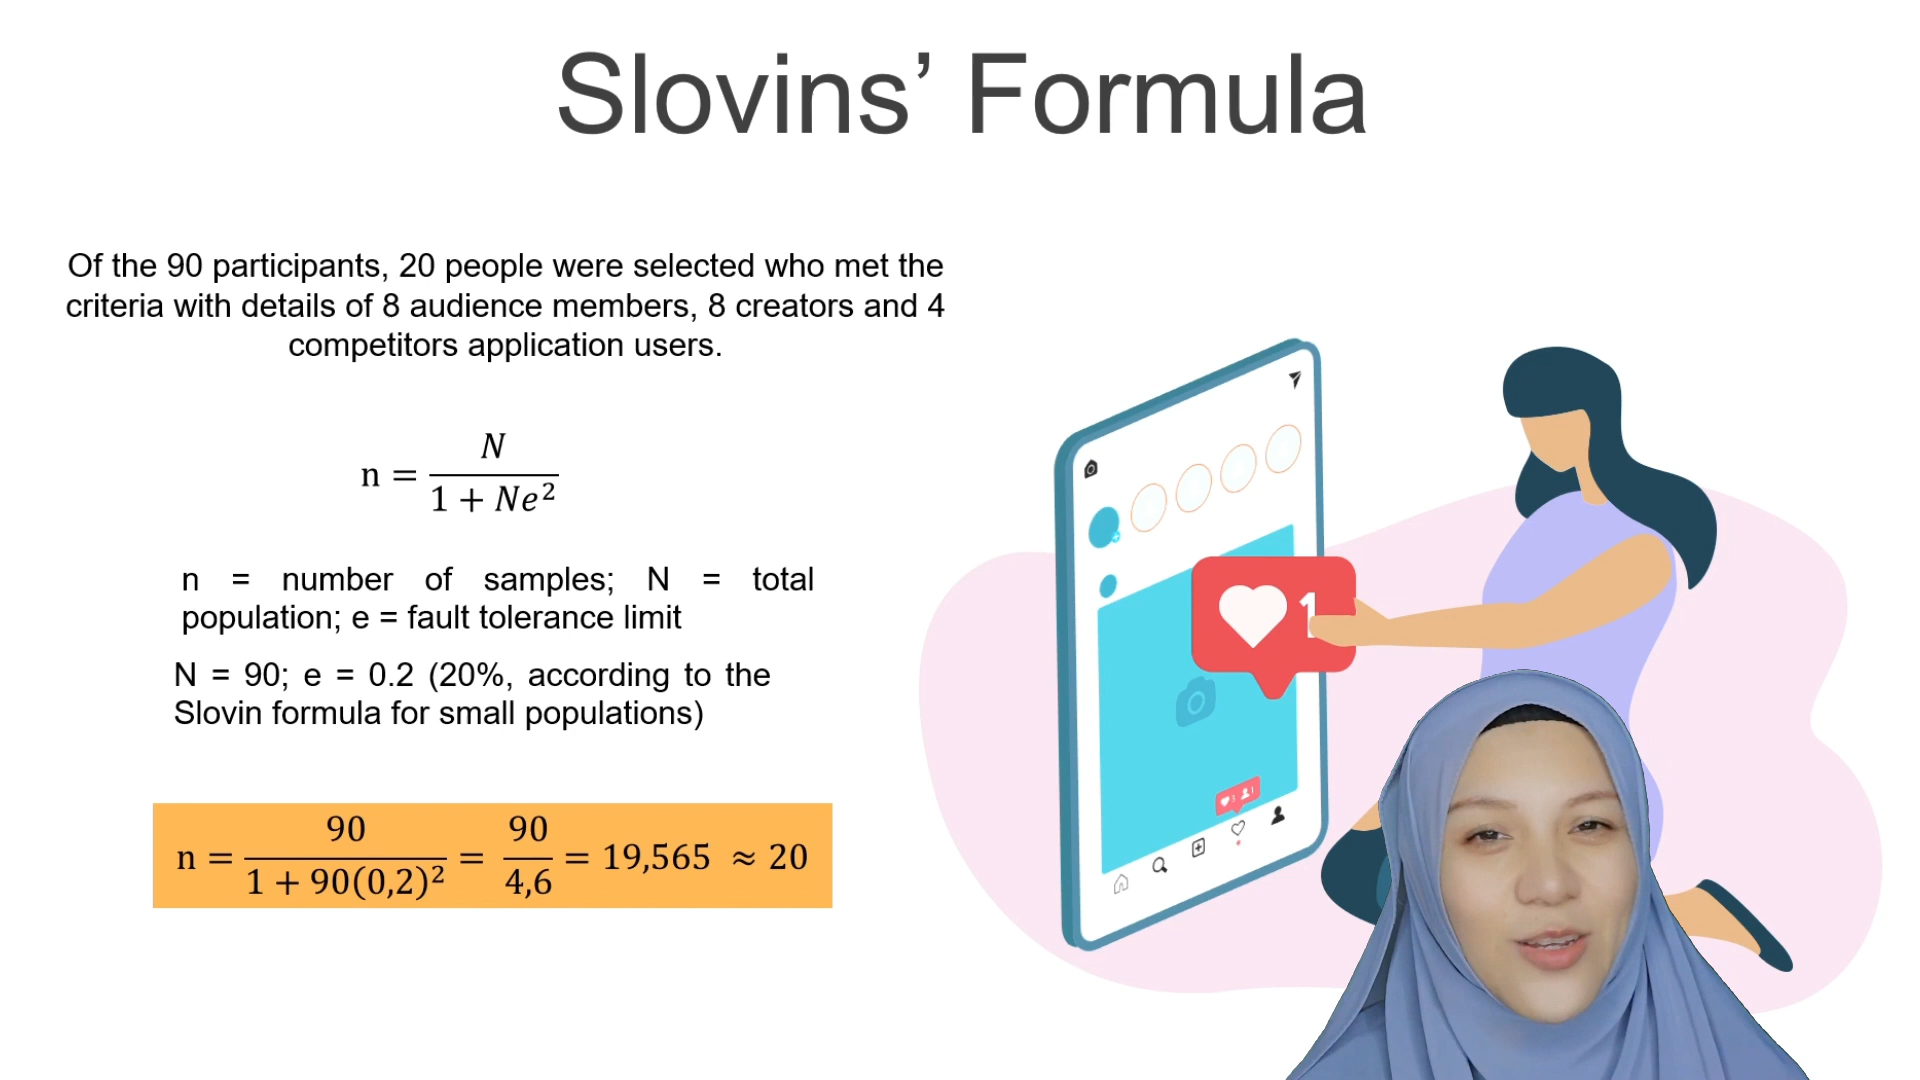 Slovins’ Formula
Of the 90 participants, 20 people were selected who met the
criteria with details of 8 audience members, 8 creators and 4
competitors application users.
n = N / (1 + Ne²)
n = number of samples; N = total
population; e = fault tolerance limit
N = 90; e = 0.2 (20%, according to the
Slovin formula for small populations)
n = 90 / (1 + 90(0,2)²) = 90 / 4,6 = 19,565 ≈ 20
1